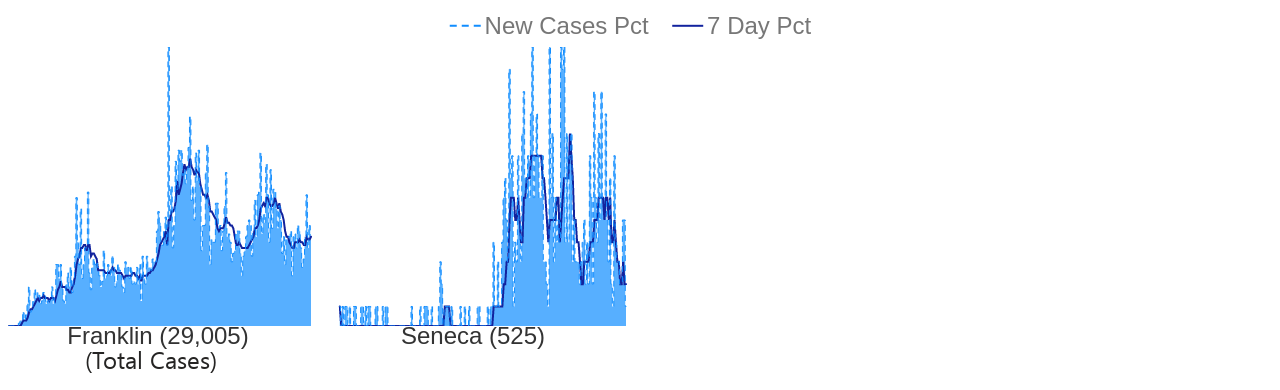 New Cases Pct 7 Day Pct
Franklin (29,005) Seneca (525)
(Total Cases)